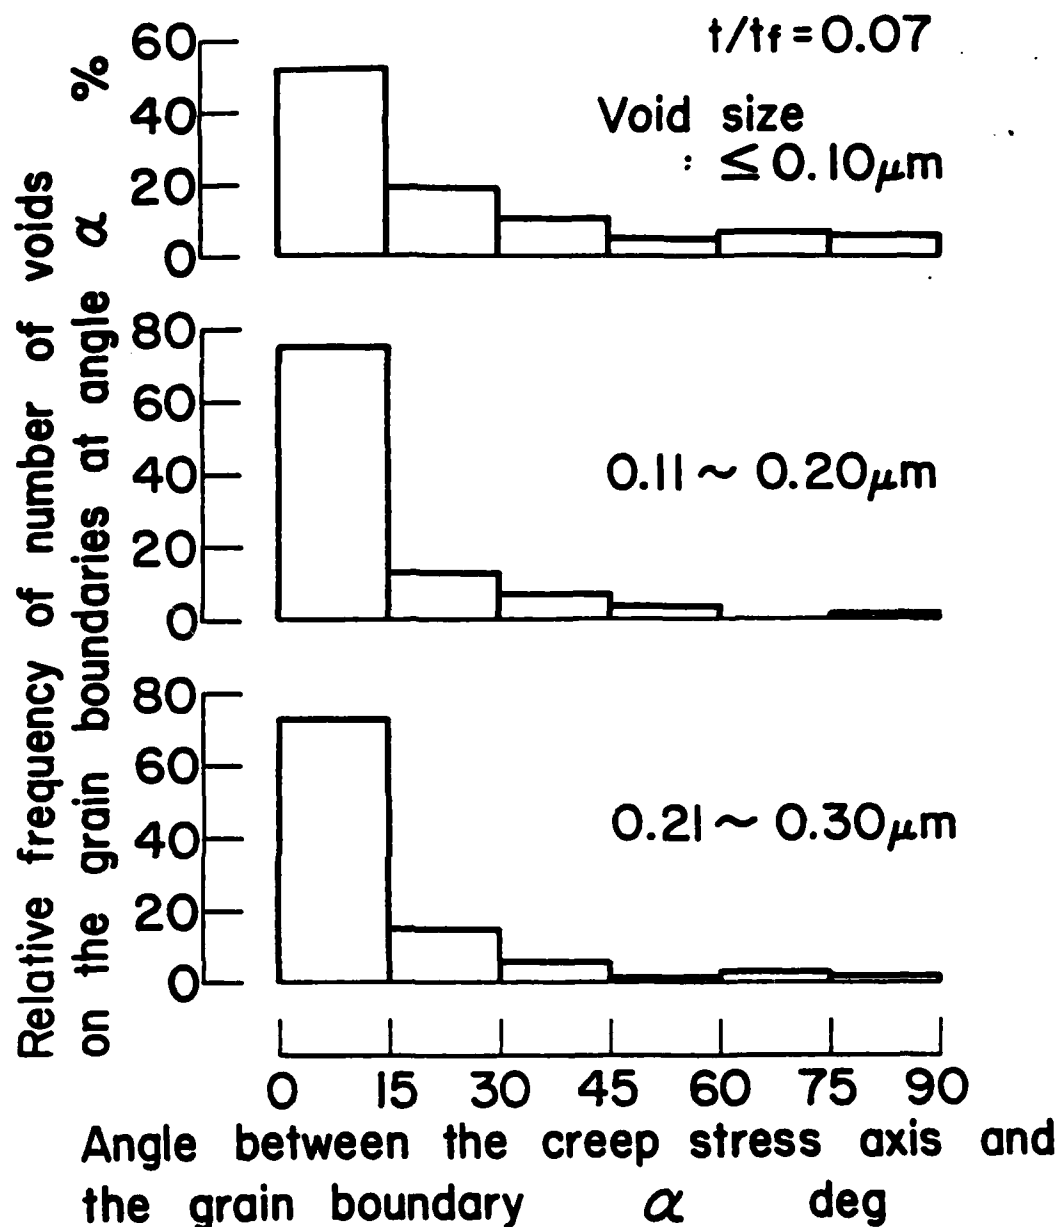 Relative frequency of number of voids
on the grain boundaries at angle α %
t/tf=0.07
60
40
20
0
Void size
: ≤0.10μm
80
60
40
20
0
0.11~0.20μm
80
60
40
20
0
0.21~0.30μm
0 15 30 45 60 75 90
Angle between the creep stress axis and
the grain boundary α deg